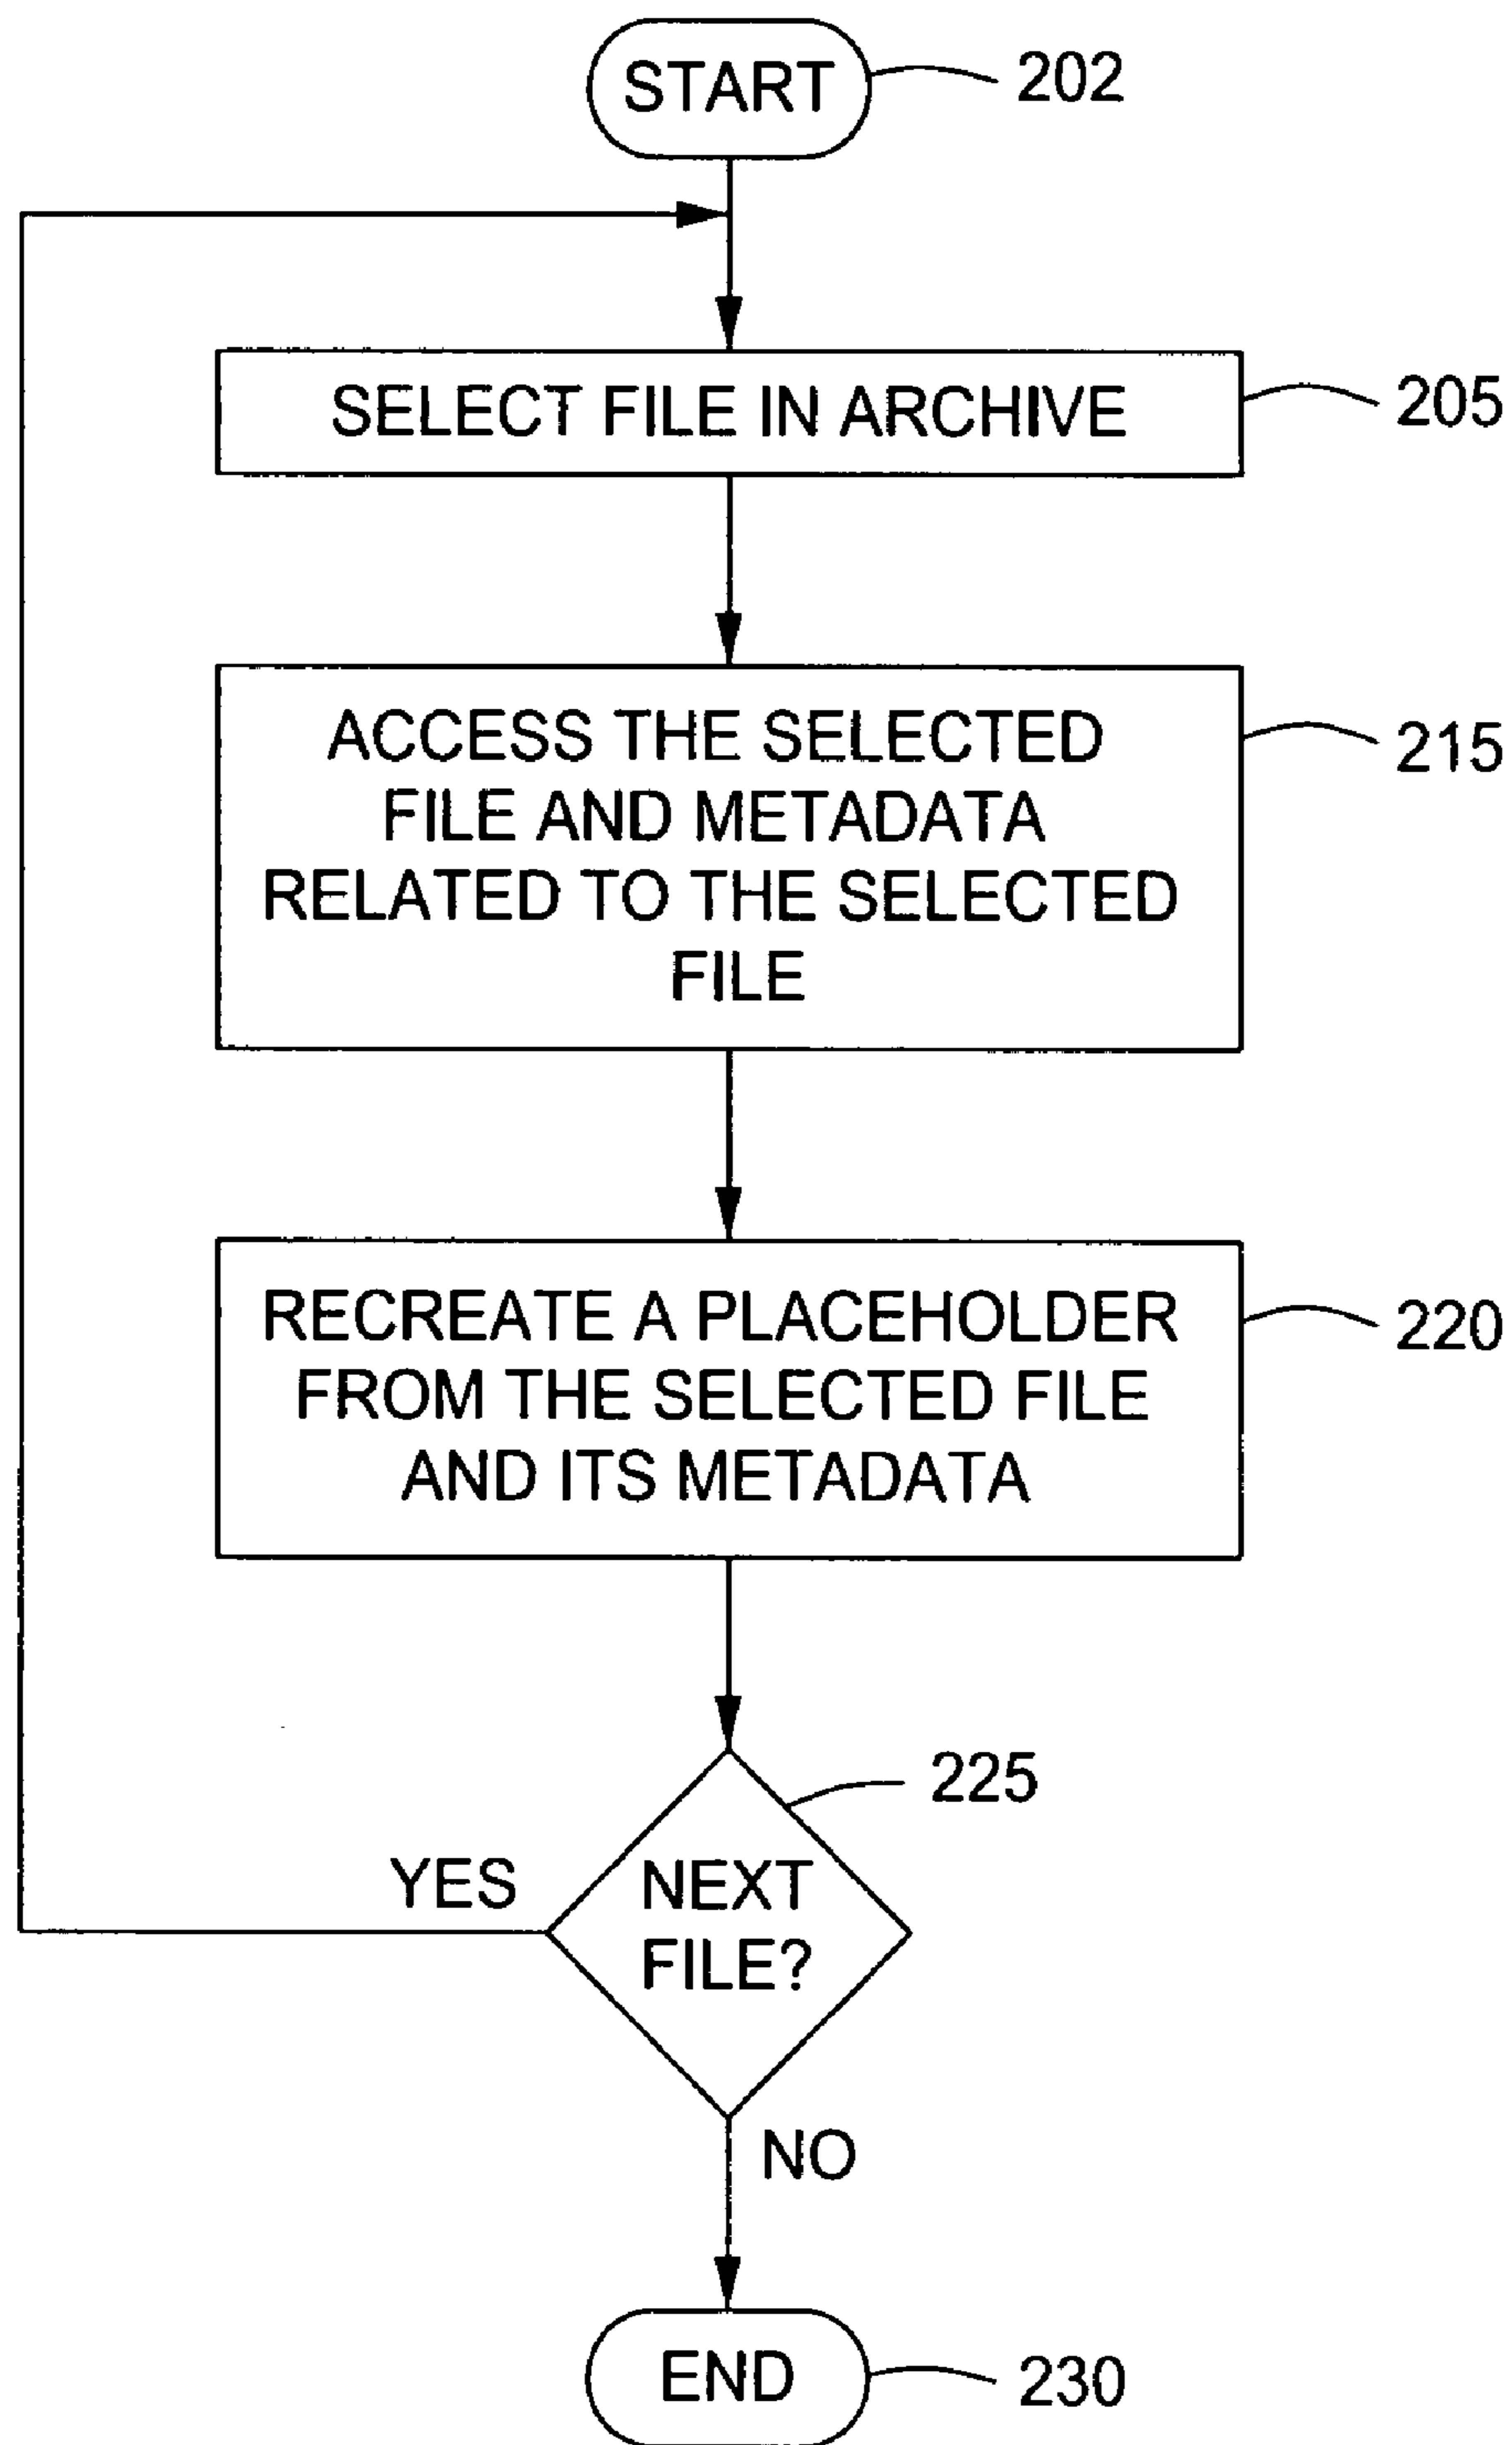 START
202
SELECT FILE IN ARCHIVE
205
ACCESS THE SELECTED
FILE AND METADATA
RELATED TO THE SELECTED
FILE
215
RECREATE A PLACEHOLDER
FROM THE SELECTED FILE
AND ITS METADATA
220
225
YES
NEXT
FILE?
NO
END
230